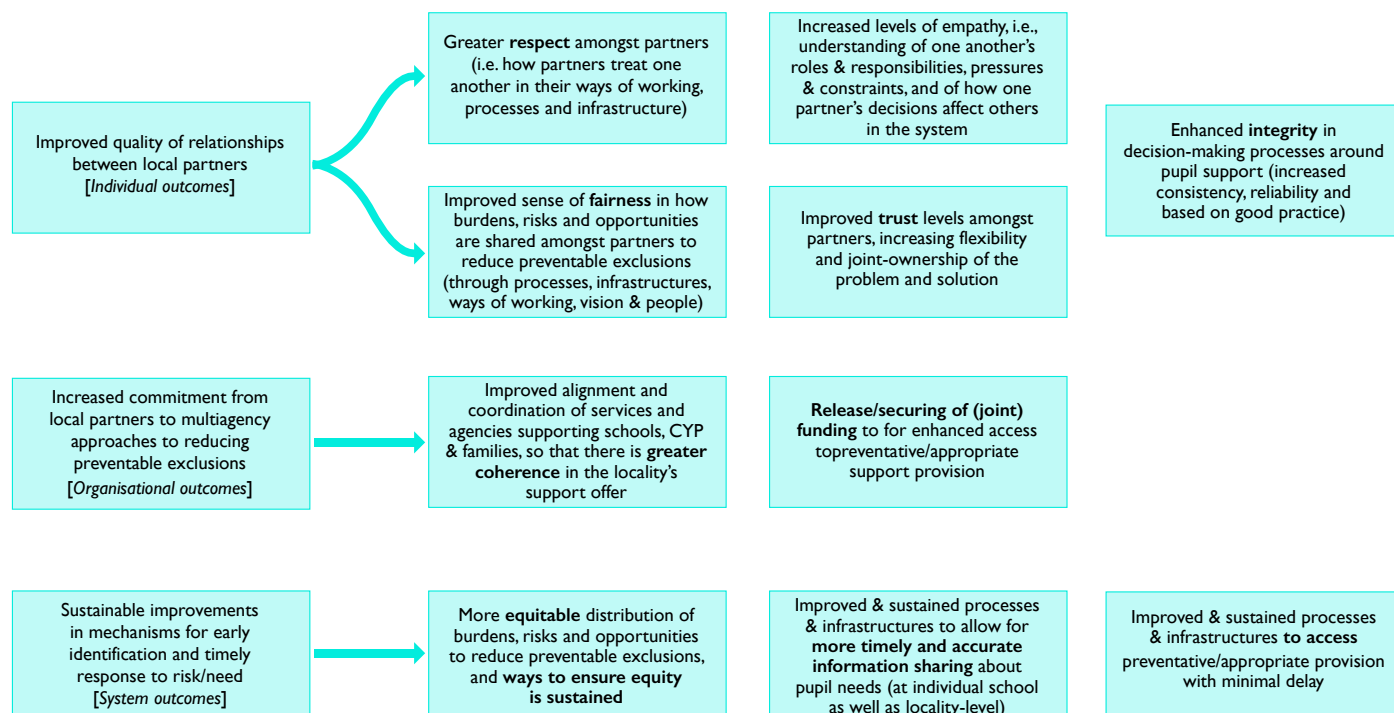 Improved quality of relationships
between local partners
[Individual outcomes]
Greater respect amongst partners
(i.e. how partners treat one
another in their ways of working,
processes and infrastructure)
Increased levels of empathy, i.e.,
understanding of one another’s
roles & responsibilities, pressures
& constraints, and of how one
partner’s decisions affect others
in the system
Improved sense of fairness in how
burdens, risks and opportunities
are shared amongst partners to
reduce preventable exclusions
(through processes, infrastructures,
ways of working, vision & people)
Improved trust levels amongst
partners, increasing flexibility
and joint-ownership of the
problem and solution
Enhanced integrity in
decision-making processes around
pupil support (increased
consistency, reliability and
based on good practice)
Increased commitment from
local partners to multiagency
approaches to reducing
preventable exclusions
[Organisational outcomes]
Improved alignment and
coordination of services and
agencies supporting schools, CYP
& families, so that there is greater
coherence in the locality’s
support offer
Release/securing of (joint)
funding to for enhanced access
topreventative/appropriate
support provision
Sustainable improvements
in mechanisms for early
identification and timely
response to risk/need
[System outcomes]
More equitable distribution of
burdens, risks and opportunities
to reduce preventable exclusions,
and ways to ensure equity
is sustained
Improved & sustained processes
& infrastructures to allow for
more timely and accurate
information sharing about
pupil needs (at individual school
as well as locality-level)
Improved & sustained processes
& infrastructures to access
preventative/appropriate provision
with minimal delay